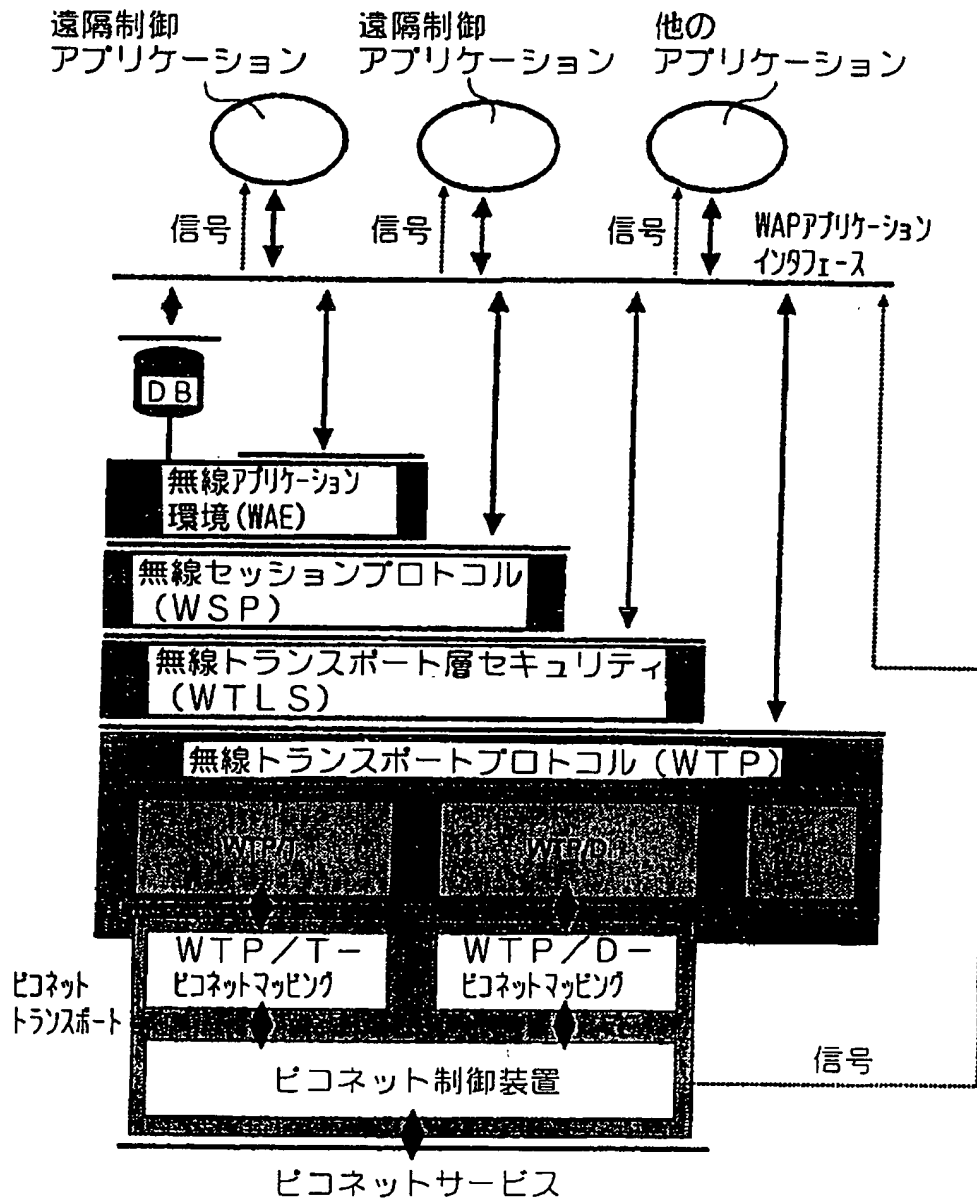 遠隔制御
アプリケーション
遠隔制御
アプリケーション
他の
アプリケーション
信号
信号
信号
WAPアプリケーション
インタフェース
DB
無線アプリケーション
環境(WAE)
無線セッションプロトコル
(WSP)
無線トランスポート層セキュリティ
(WTLS)
無線トランスポートプロトコル(WTP)
WTP/T
WTP/D
WTP/T-
ピコネットマッピング
WTP/D-
ピコネットマッピング
ピコネット
トランスポート
ピコネット制御装置
信号
ピコネットサービス